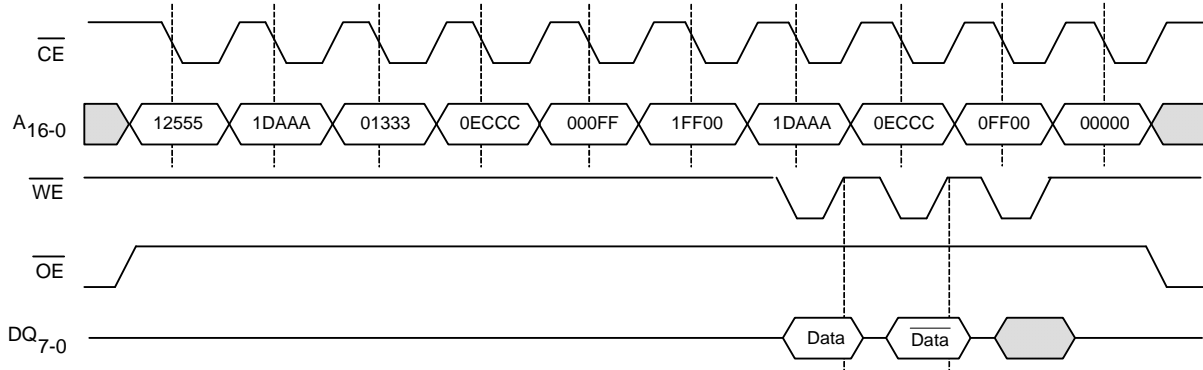 CE
A16-0 12555 1DAAA 01333 0ECCC 000FF 1FF00 1DAAA 0ECCC 0FF00 00000
WE
OE
DQ7-0 Data Data